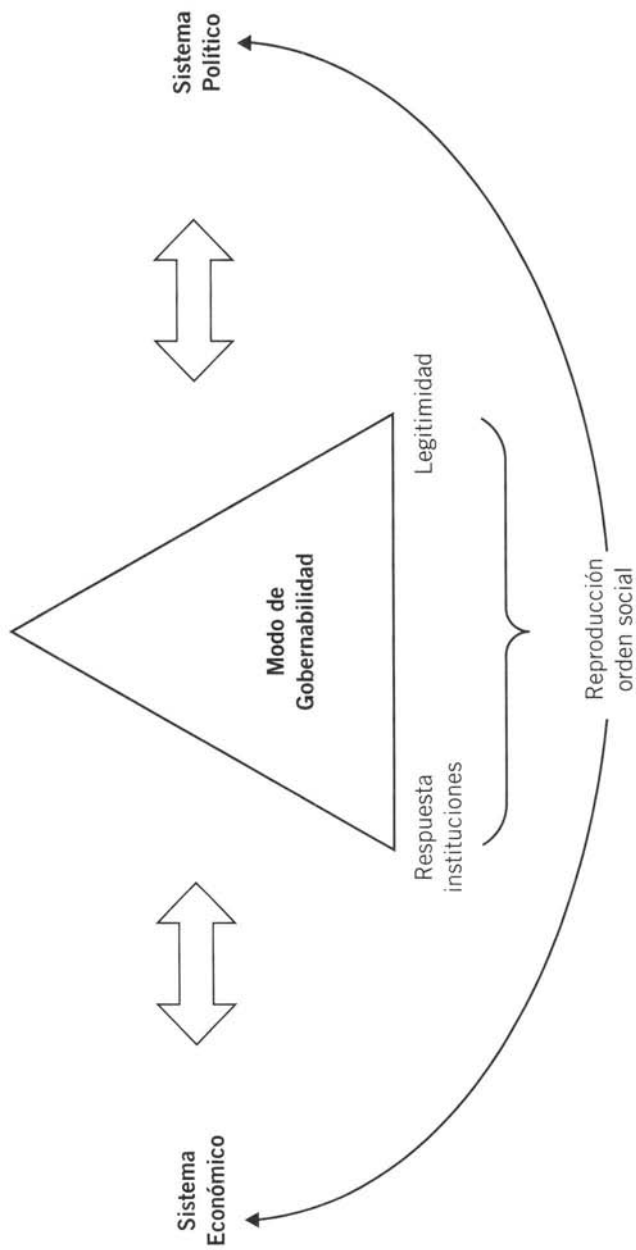 Sistema
Económico
Sistema
Político
Modo de
Gobernabilidad
Respuesta
instituciones
Legitimidad
Reproducción
orden social